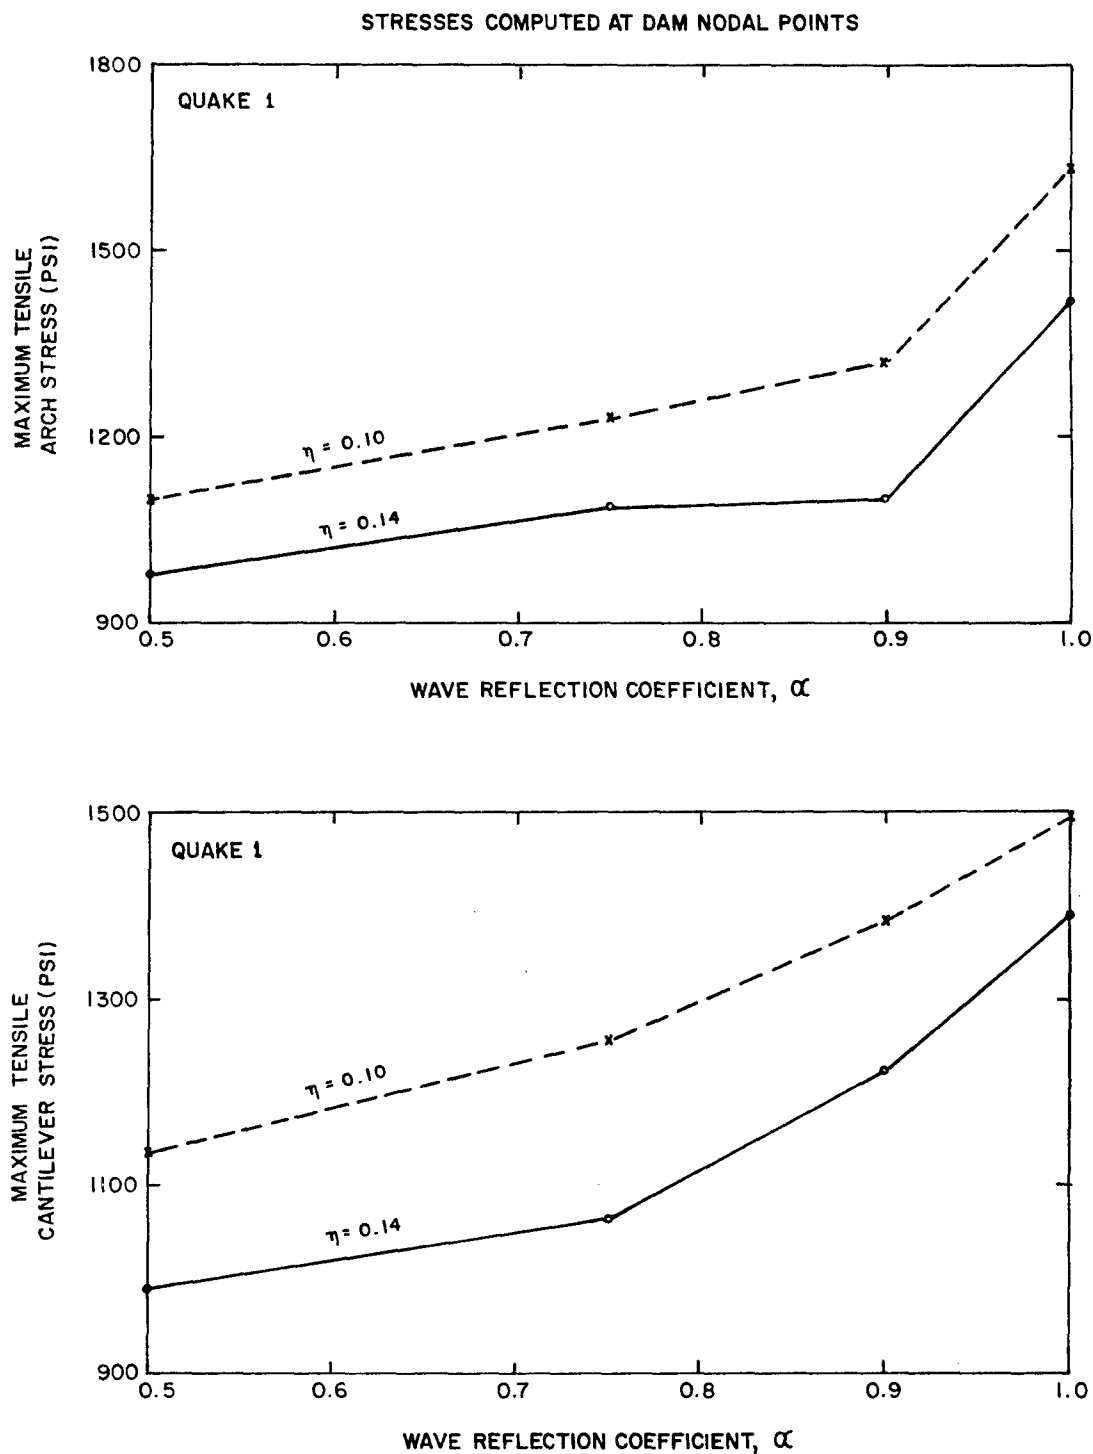 STRESSES COMPUTED AT DAM NODAL POINTS
QUAKE 1
1800
1500
1200
900
MAXIMUM TENSILE
ARCH STRESS (PSI)
η = 0.10
η = 0.14
0.5 0.6 0.7 0.8 0.9 1.0
WAVE REFLECTION COEFFICIENT, α
QUAKE 1
1500
1300
1100
900
MAXIMUM TENSILE
CANTILEVER STRESS (PSI)
η = 0.10
η = 0.14
0.5 0.6 0.7 0.8 0.9 1.0
WAVE REFLECTION COEFFICIENT, α